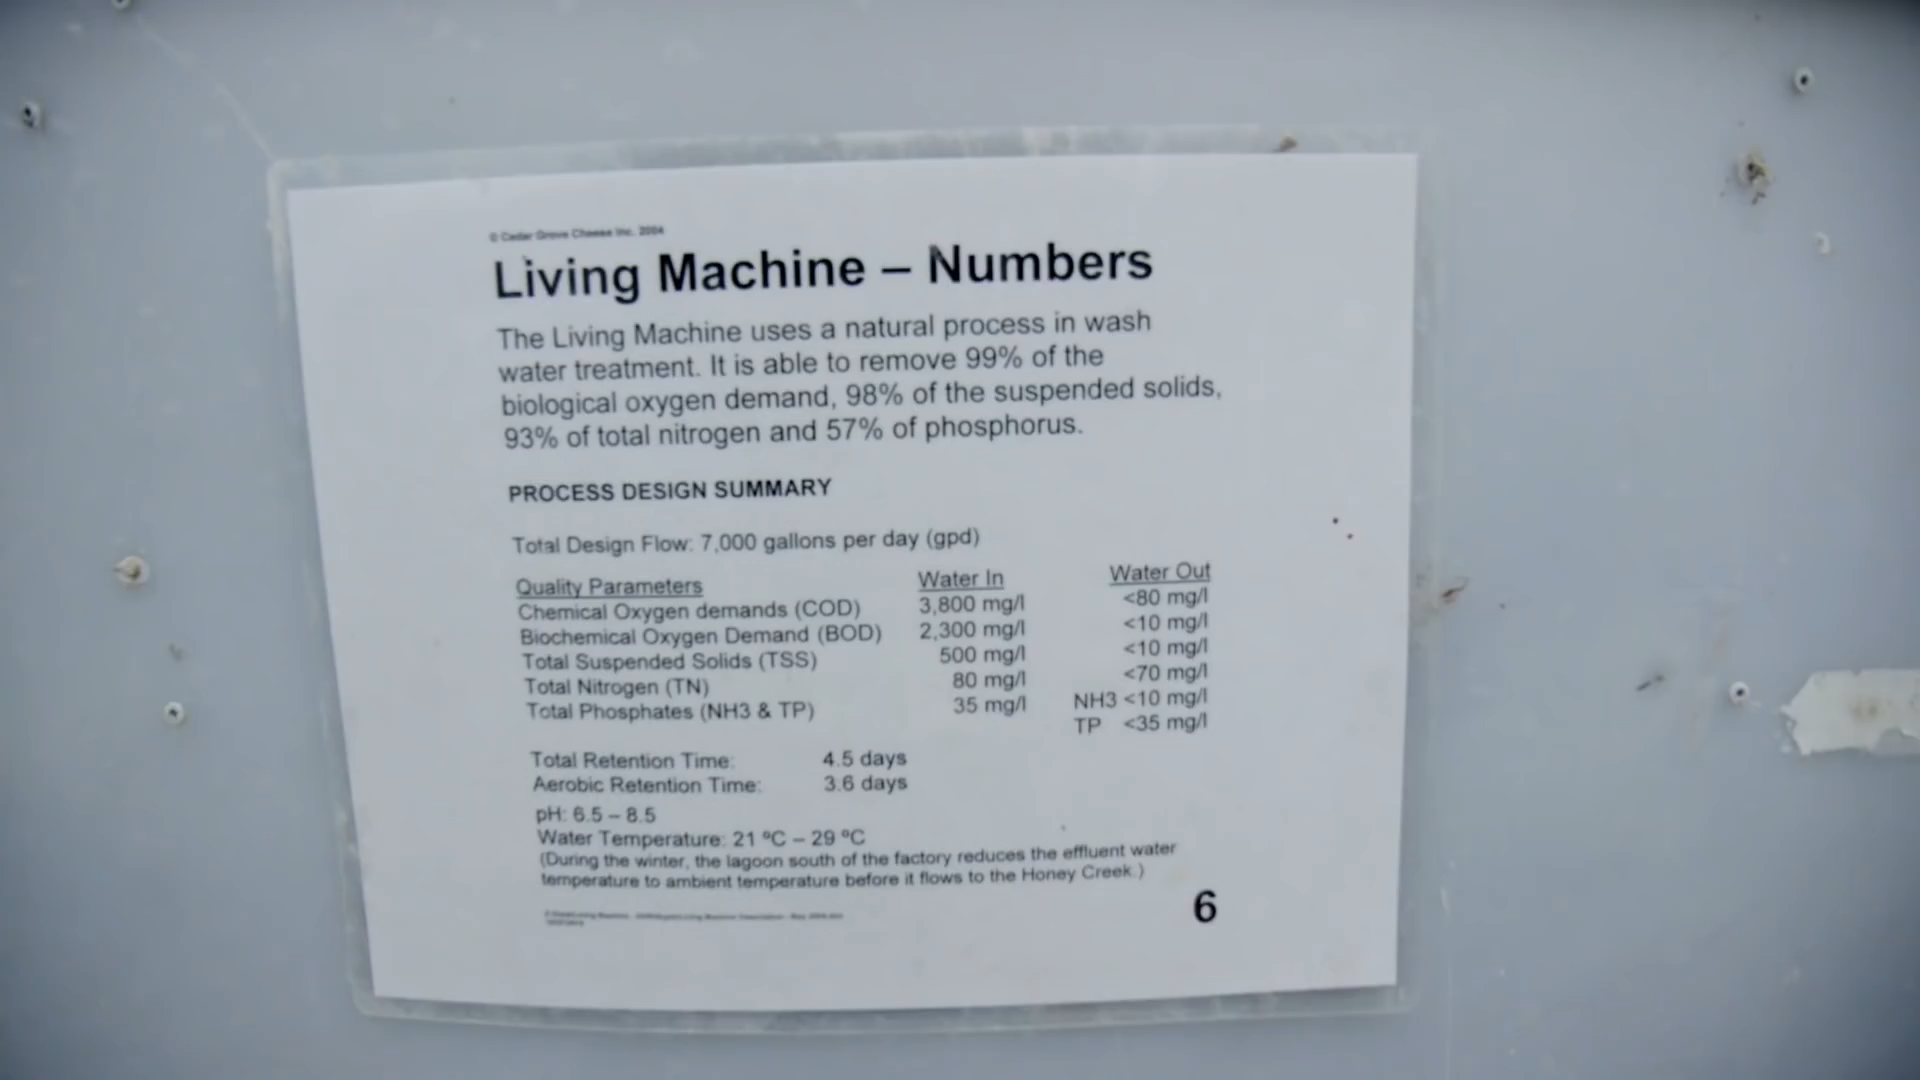 © Cedar Grove Cheese Inc. 2004
Living Machine – Numbers
The Living Machine uses a natural process in wash
water treatment. It is able to remove 99% of the
biological oxygen demand, 98% of the suspended solids,
93% of total nitrogen and 57% of phosphorus.
PROCESS DESIGN SUMMARY
Total Design Flow: 7,000 gallons per day (gpd)
Quality Parameters Water In Water Out
Chemical Oxygen demands (COD) 3,800 mg/l <80 mg/l
Biochemical Oxygen Demand (BOD) 2,300 mg/l <10 mg/l
Total Suspended Solids (TSS) 500 mg/l <10 mg/l
Total Nitrogen (TN) 80 mg/l <70 mg/l
Total Phosphates (NH3 & TP) 35 mg/l NH3 <10 mg/l
TP <35 mg/l
Total Retention Time: 4.5 days
Aerobic Retention Time: 3.6 days
pH: 6.5 – 8.5
Water Temperature: 21 ºC – 29 ºC
(During the winter, the lagoon south of the factory reduces the effluent water
temperature to ambient temperature before it flows to the Honey Creek.)
6